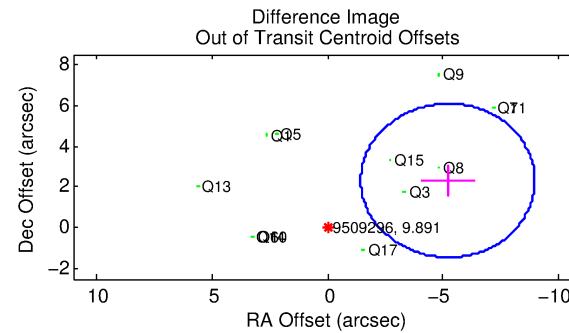 Difference Image
Out of Transit Centroid Offsets
Dec Offset (arcsec)
8
6
4
2
0
−2
Q9
Q5
Q15
Q8
Q3
Q13
9509296, 9.891
Q17
10
5
0
−5
−10
RA Offset (arcsec)